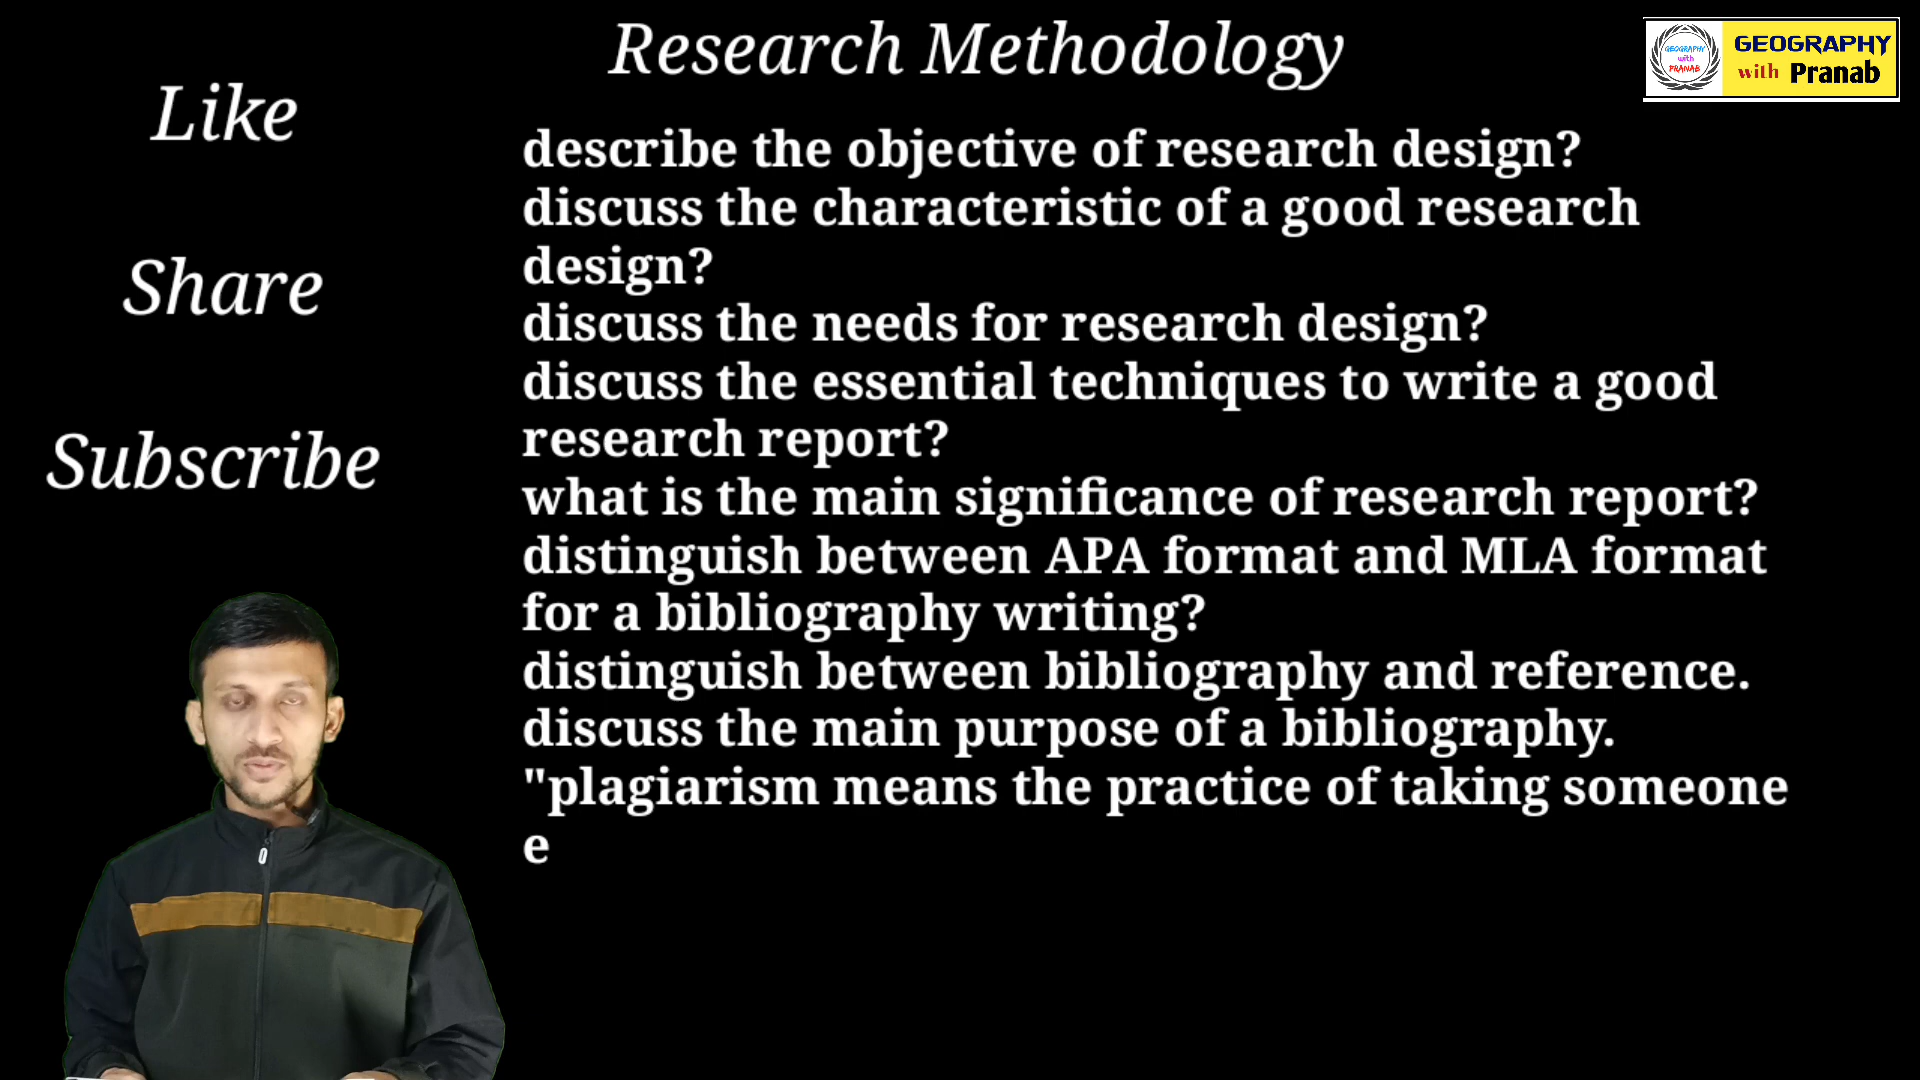 Research Methodology
GEOGRAPHY
with
PRANAB
GEOGRAPHY
with Pranab
Like
Share
Subscribe
describe the objective of research design?
discuss the characteristic of a good research
design?
discuss the needs for research design?
discuss the essential techniques to write a good
research report?
what is the main significance of research report?
distinguish between APA format and MLA format
for a bibliography writing?
distinguish between bibliography and reference.
discuss the main purpose of a bibliography.
"plagiarism means the practice of taking someone
e